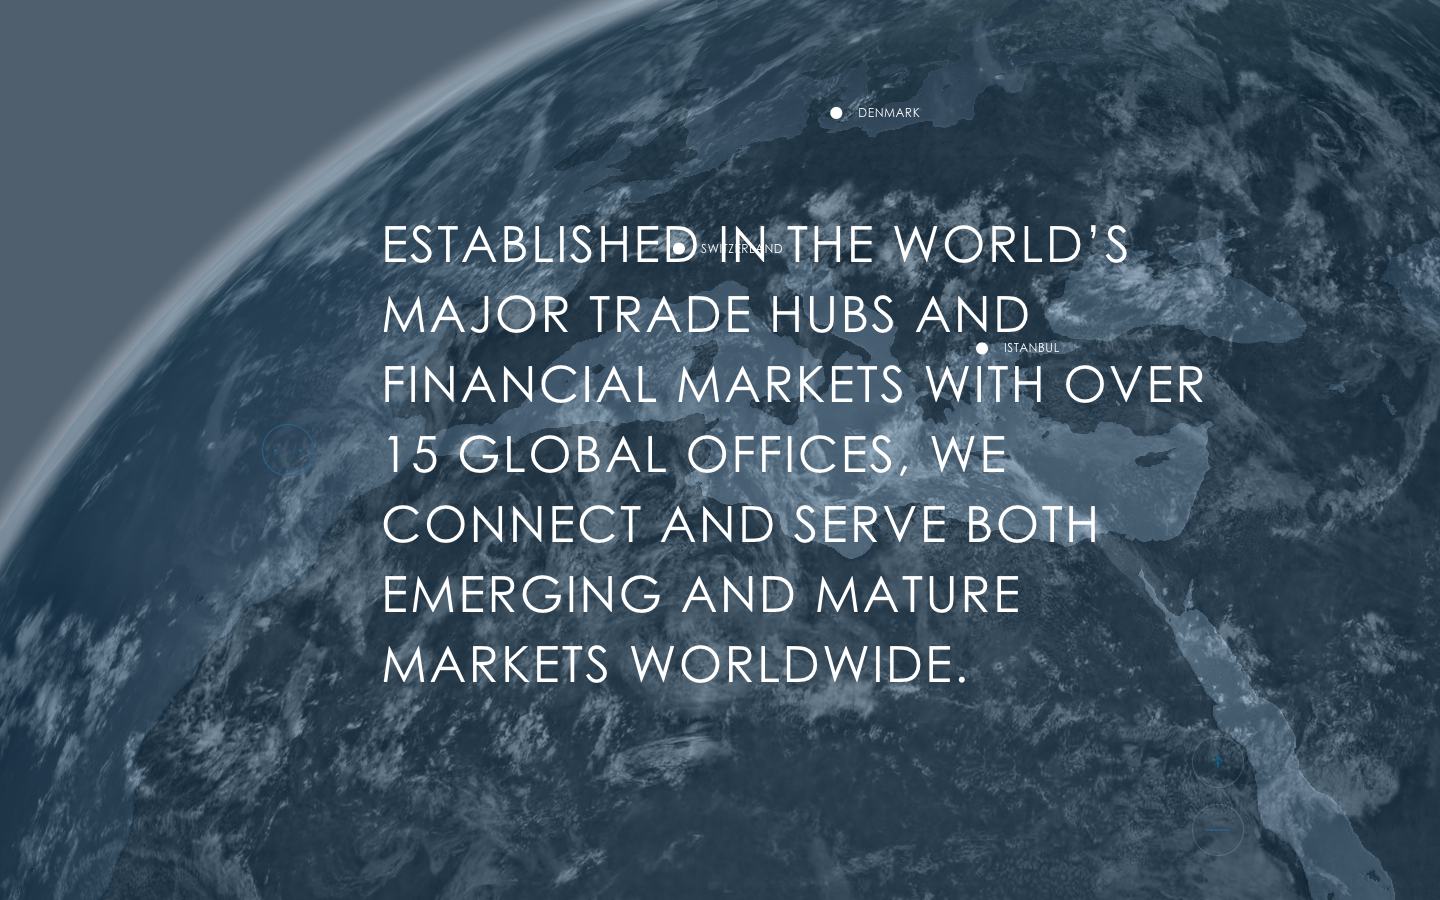 DENMARK
ESTABLISHED IN THE WORLD’S
SWITZERLAND
MAJOR TRADE HUBS AND
ISTANBUL
FINANCIAL MARKETS WITH OVER
15 GLOBAL OFFICES, WE
CONNECT AND SERVE BOTH
EMERGING AND MATURE
MARKETS WORLDWIDE.